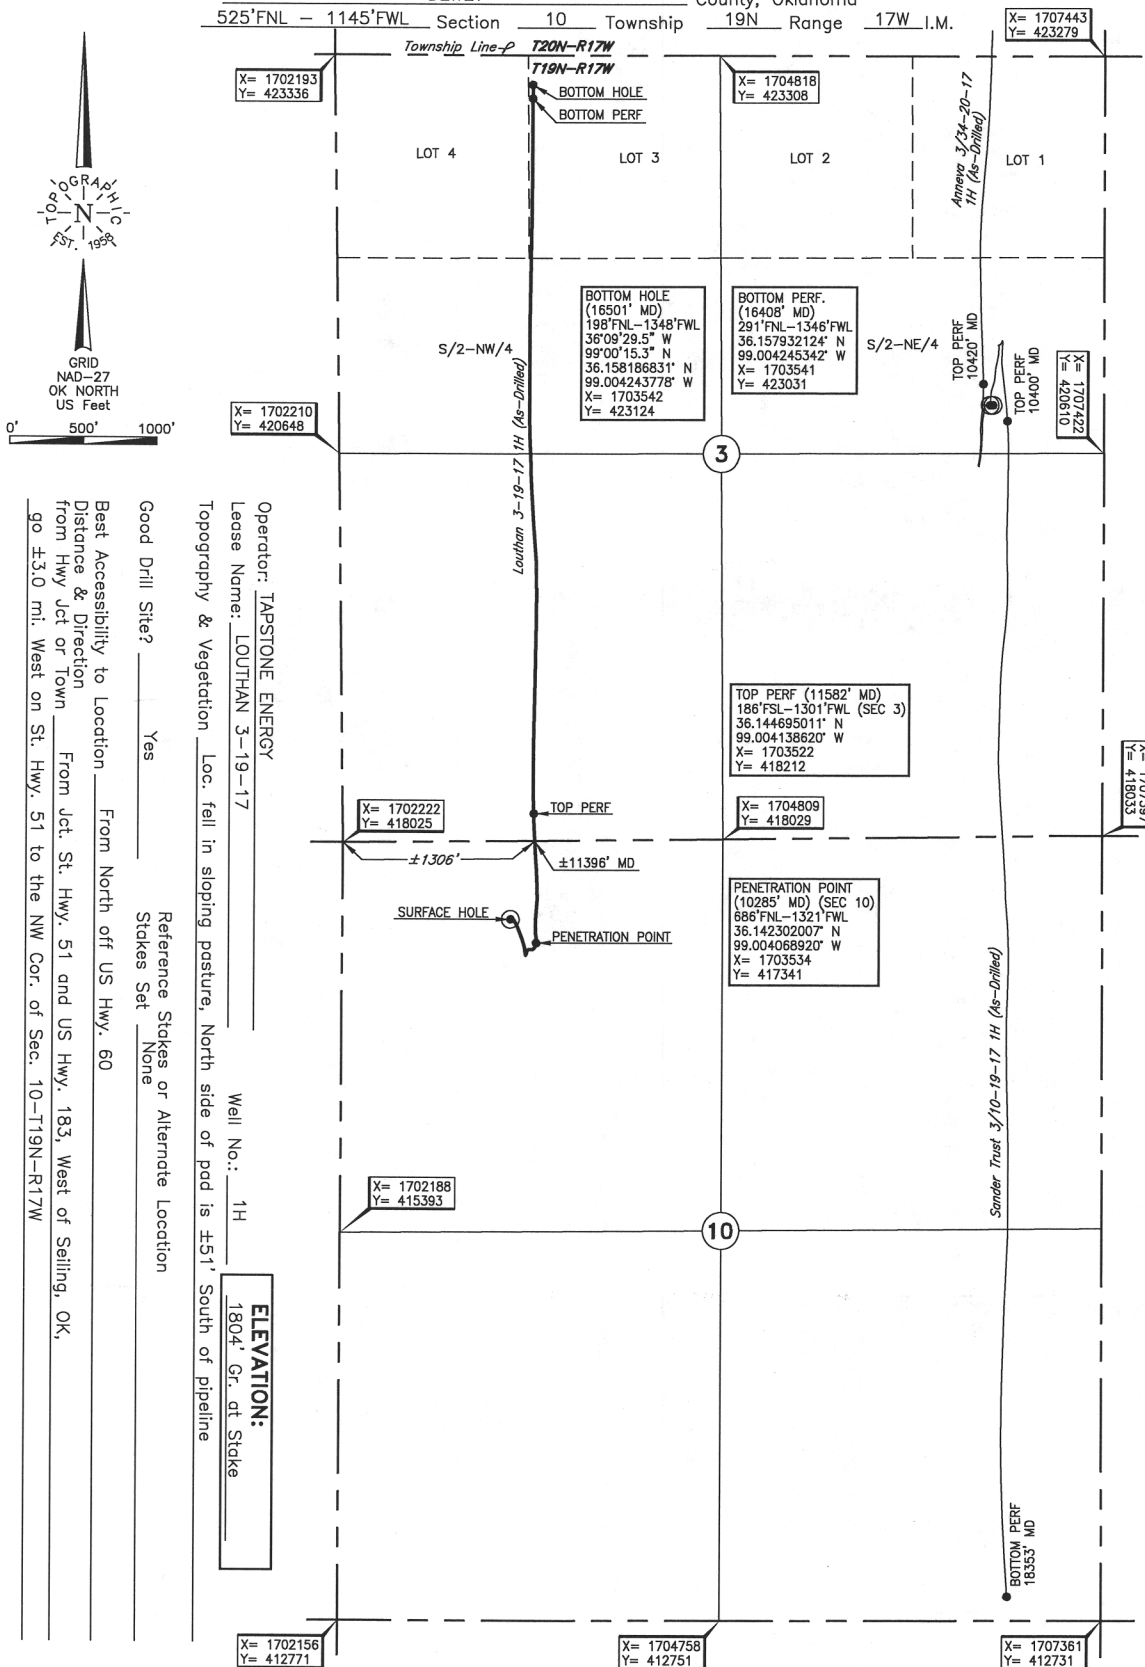 County, Oklahoma
525'FNL – 1145'FWL Section 10 Township 19N Range 17W I.M.
X= 1707443
Y= 423279
Township Line
T20N-R17W
T19N-R17W
X= 1702193
Y= 423336
X= 1704818
Y= 423308
BOTTOM HOLE
BOTTOM PERF
LOT 4
LOT 3
LOT 2
LOT 1
Anneva 3/34-20-17
1H (As-Drilled)
TOPOGRAPHIC
N
EST. 1958
GRID
NAD-27
OK NORTH
US Feet
0' 500' 1000'
S/2-NW/4
BOTTOM HOLE
(16501' MD)
198'FNL-1348'FWL
36°09'29.5" W
99°00'15.3" N
36.158186831° N
99.004243778° W
X= 1703542
Y= 423124
BOTTOM PERF.
(16408' MD)
291'FNL-1346'FWL
36.157932124° N
99.004245342° W
X= 1703541
Y= 423031
S/2-NE/4
TOP PERF
10420' MD
TOP PERF
10400' MD
X= 1707422
Y= 420610
X= 1702210
Y= 420648
Louthan 3-19-17 1H (As-Drilled)
3
TOP PERF (11582' MD)
186'FSL-1301'FWL (SEC 3)
36.144695011° N
99.004138620° W
X= 1703522
Y= 418212
X= 1707397
Y= 418033
X= 1702222
Y= 418025
TOP PERF
X= 1704809
Y= 418029
±1306'
±11396' MD
SURFACE HOLE
PENETRATION POINT
PENETRATION POINT
(10285' MD) (SEC 10)
686'FNL-1321'FWL
36.142302007° N
99.004068920° W
X= 1703534
Y= 417341
Sander Trust 3/10-19-17 1H (As-Drilled)
X= 1702188
Y= 415393
10
BOTTOM PERF
18353' MD
X= 1702156
Y= 412771
X= 1704758
Y= 412751
X= 1707361
Y= 412731
Operator: TAPSTONE ENERGY
Lease Name: LOUTHAN 3-19-17 Well No.: 1H
ELEVATION:
1804' Gr. at Stake
Topography & Vegetation Loc. fell in sloping pasture, North side of pad is ±51' South of pipeline
Good Drill Site? Yes
Reference Stakes or Alternate Location
Stakes Set None
Best Accessibility to Location From North off US Hwy. 60
Distance & Direction
from Hwy Jct or Town From Jct. St. Hwy. 51 and US Hwy. 183, West of Seiling, OK,
go ±3.0 mi. West on St. Hwy. 51 to the NW Cor. of Sec. 10-T19N-R17W